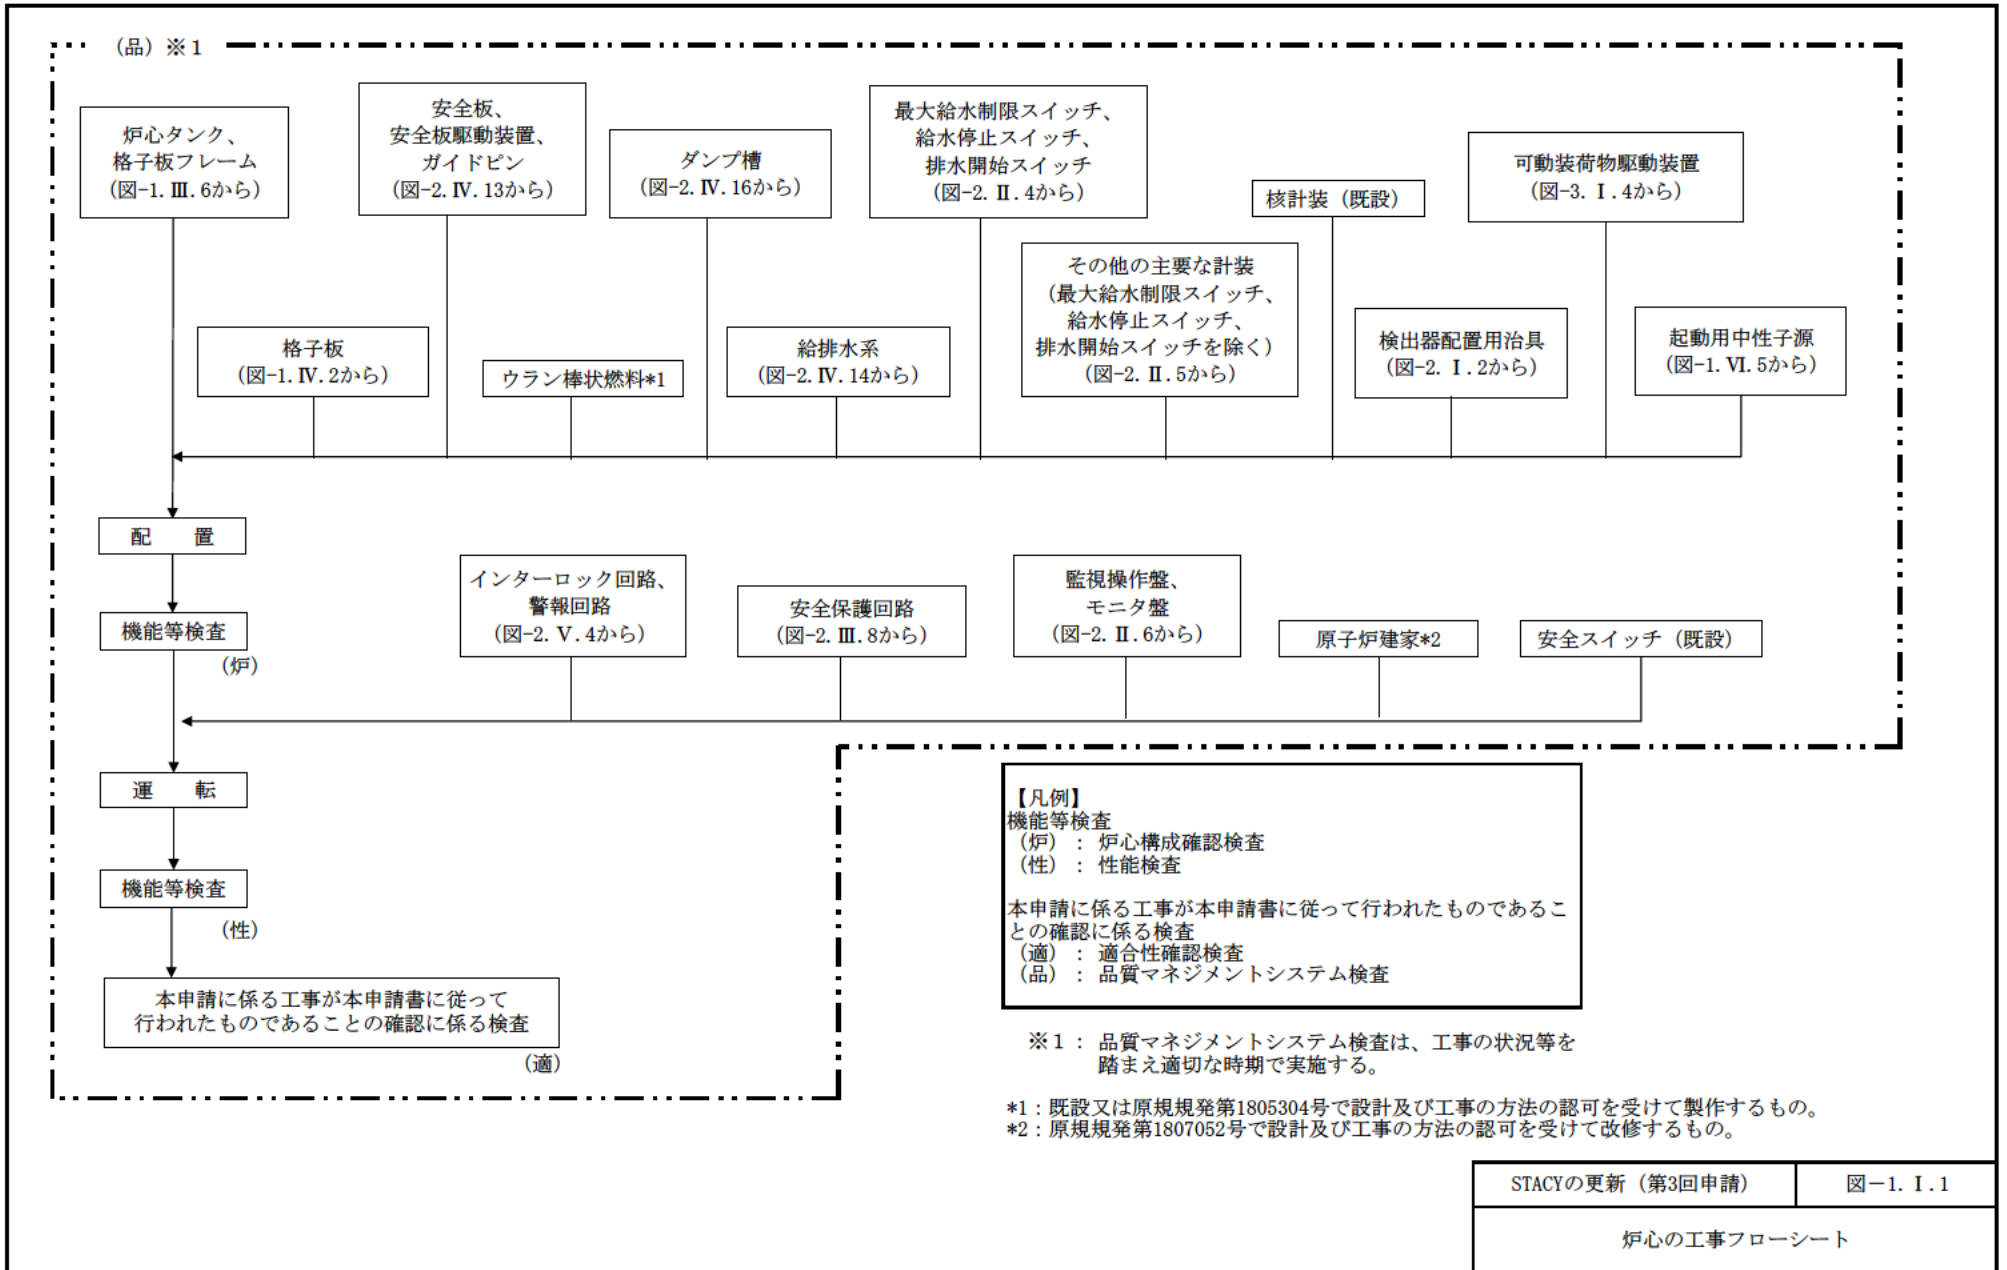 (品)※1
炉心タンク、
格子板フレーム
(図-1.Ⅲ.6から)
安全板、
安全板駆動装置、
ガイドピン
(図-2.Ⅳ.13から)
ダンプ槽
(図-2.Ⅳ.16から)
最大給水制限スイッチ、
給水停止スイッチ、
排水開始スイッチ
(図-2.Ⅱ.4から)
核計装(既設)
可動装荷物駆動装置
(図-3.Ⅰ.4から)
格子板
(図-1.Ⅳ.2から)
ウラン棒状燃料*1
給排水系
(図-2.Ⅳ.14から)
その他の主要な計装
(最大給水制限スイッチ、
給水停止スイッチ、
排水開始スイッチを除く)
(図-2.Ⅱ.5から)
検出器配置用治具
(図-2.Ⅰ.2から)
起動用中性子源
(図-1.Ⅵ.5から)
配 置
機能等検査
(炉)
インターロック回路、
警報回路
(図-2.Ⅴ.4から)
安全保護回路
(図-2.Ⅲ.8から)
監視操作盤、
モニタ盤
(図-2.Ⅱ.6から)
原子炉建家*2
安全スイッチ(既設)
運 転
機能等検査
(性)
本申請に係る工事が本申請書に従って
行われたものであることの確認に係る検査
(適)
【凡例】
機能等検査
(炉):炉心構成確認検査
(性):性能検査
本申請に係る工事が本申請書に従って行われたものであるこ
との確認に係る検査
(適):適合性確認検査
(品):品質マネジメントシステム検査
※1:品質マネジメントシステム検査は、工事の状況等を
踏まえ適切な時期で実施する。
*1:既設又は原規規発第1805304号で設計及び工事の方法の認可を受けて製作するもの。
*2:原規規発第1807052号で設計及び工事の方法の認可を受けて改修するもの。
STACYの更新(第3回申請)
図-1.Ⅰ.1
炉心の工事フローシート